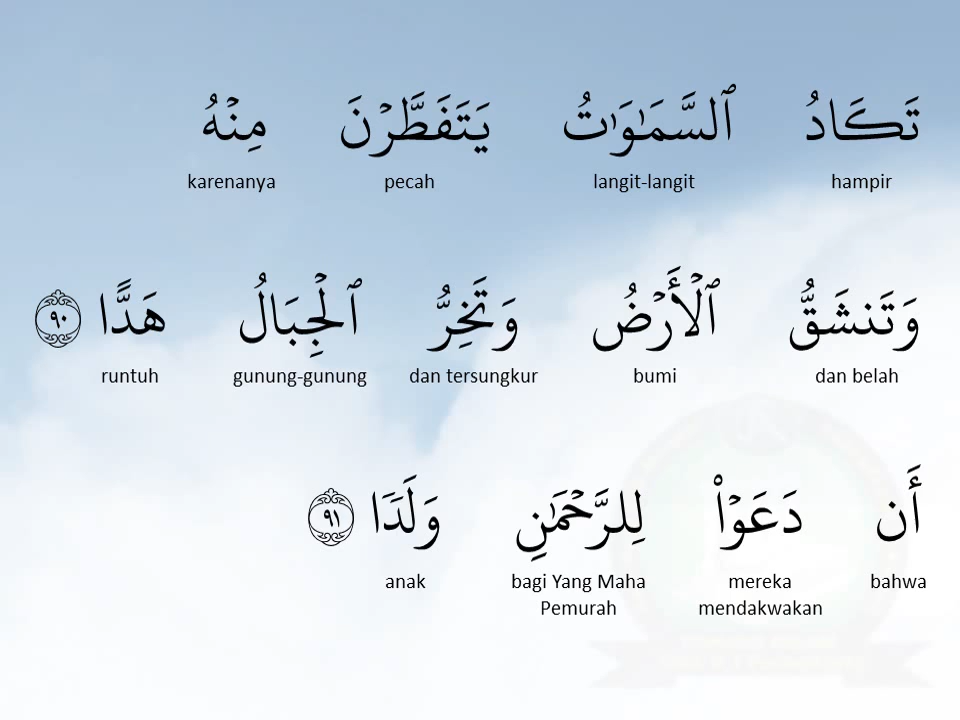 تَكَادُ ٱلسَّمَـٰوَٰتُ يَتَفَطَّرْنَ مِنْهُ
hampir langit-langit pecah karenanya
وَتَنشَقُّ ٱلْأَرْضُ وَتَخِرُّ ٱلْجِبَالُ هَدًّا ٩٠
dan belah bumi dan tersungkur gunung-gunung runtuh
أَن دَعَوْا۟ لِلرَّحْمَـٰنِ وَلَدًا ٩١
bahwa mereka mendakwakan bagi Yang Maha Pemurah anak